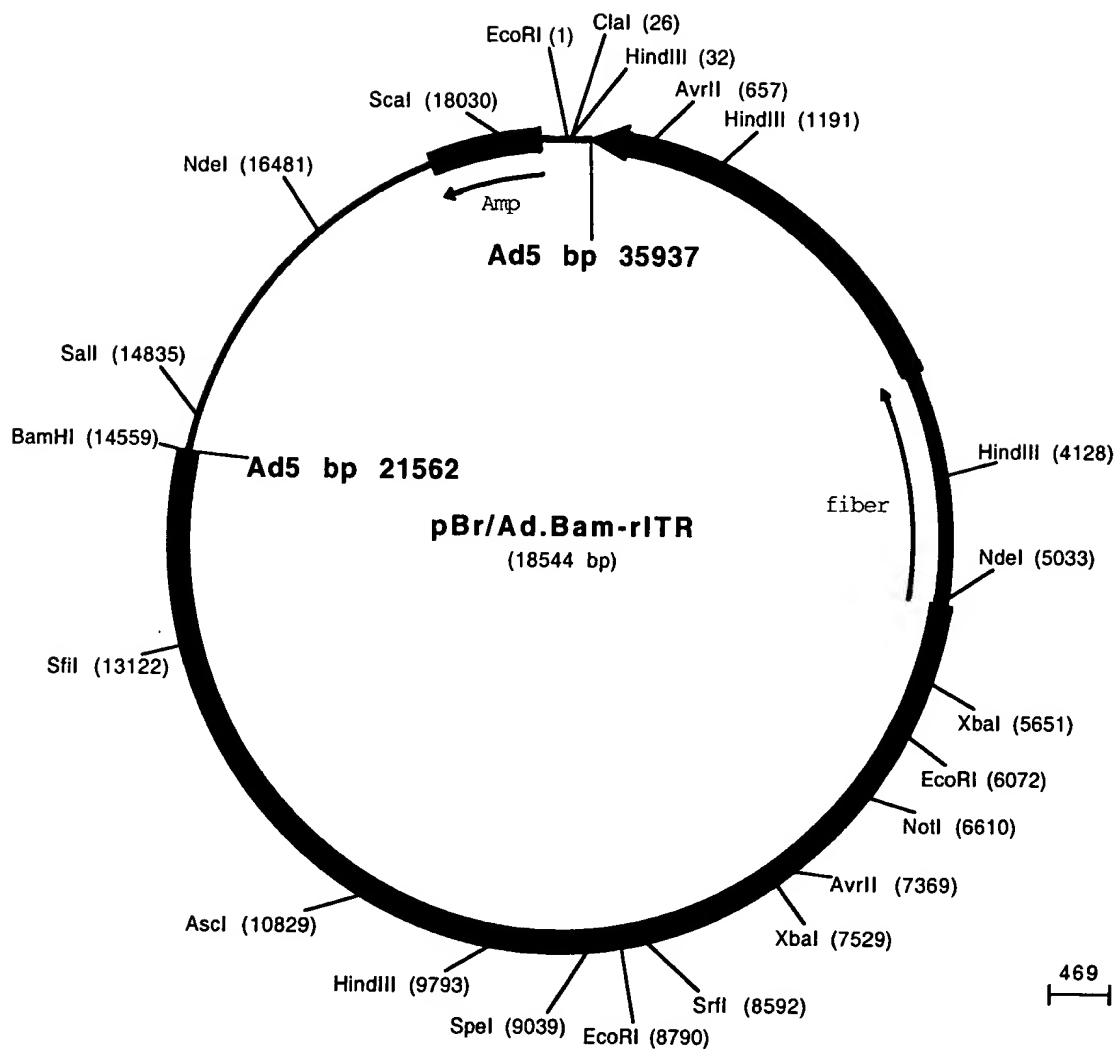 EcoRI (1)
ClaI (26)
HindIII (32)
AvrII (657)
HindIII (1191)
ScaI (18030)
NdeI (16481)
Amp
Ad5 bp 35937
SalI (14835)
BamHI (14559)
Ad5 bp 21562
HindIII (4128)
fiber
pBr/Ad.Bam-rITR
(18544 bp)
NdeI (5033)
SfiI (13122)
XbaI (5651)
EcoRI (6072)
NotI (6610)
AvrII (7369)
AscI (10829)
XbaI (7529)
HindIII (9793)
SrfI (8592)
SpeI (9039)
EcoRI (8790)
469